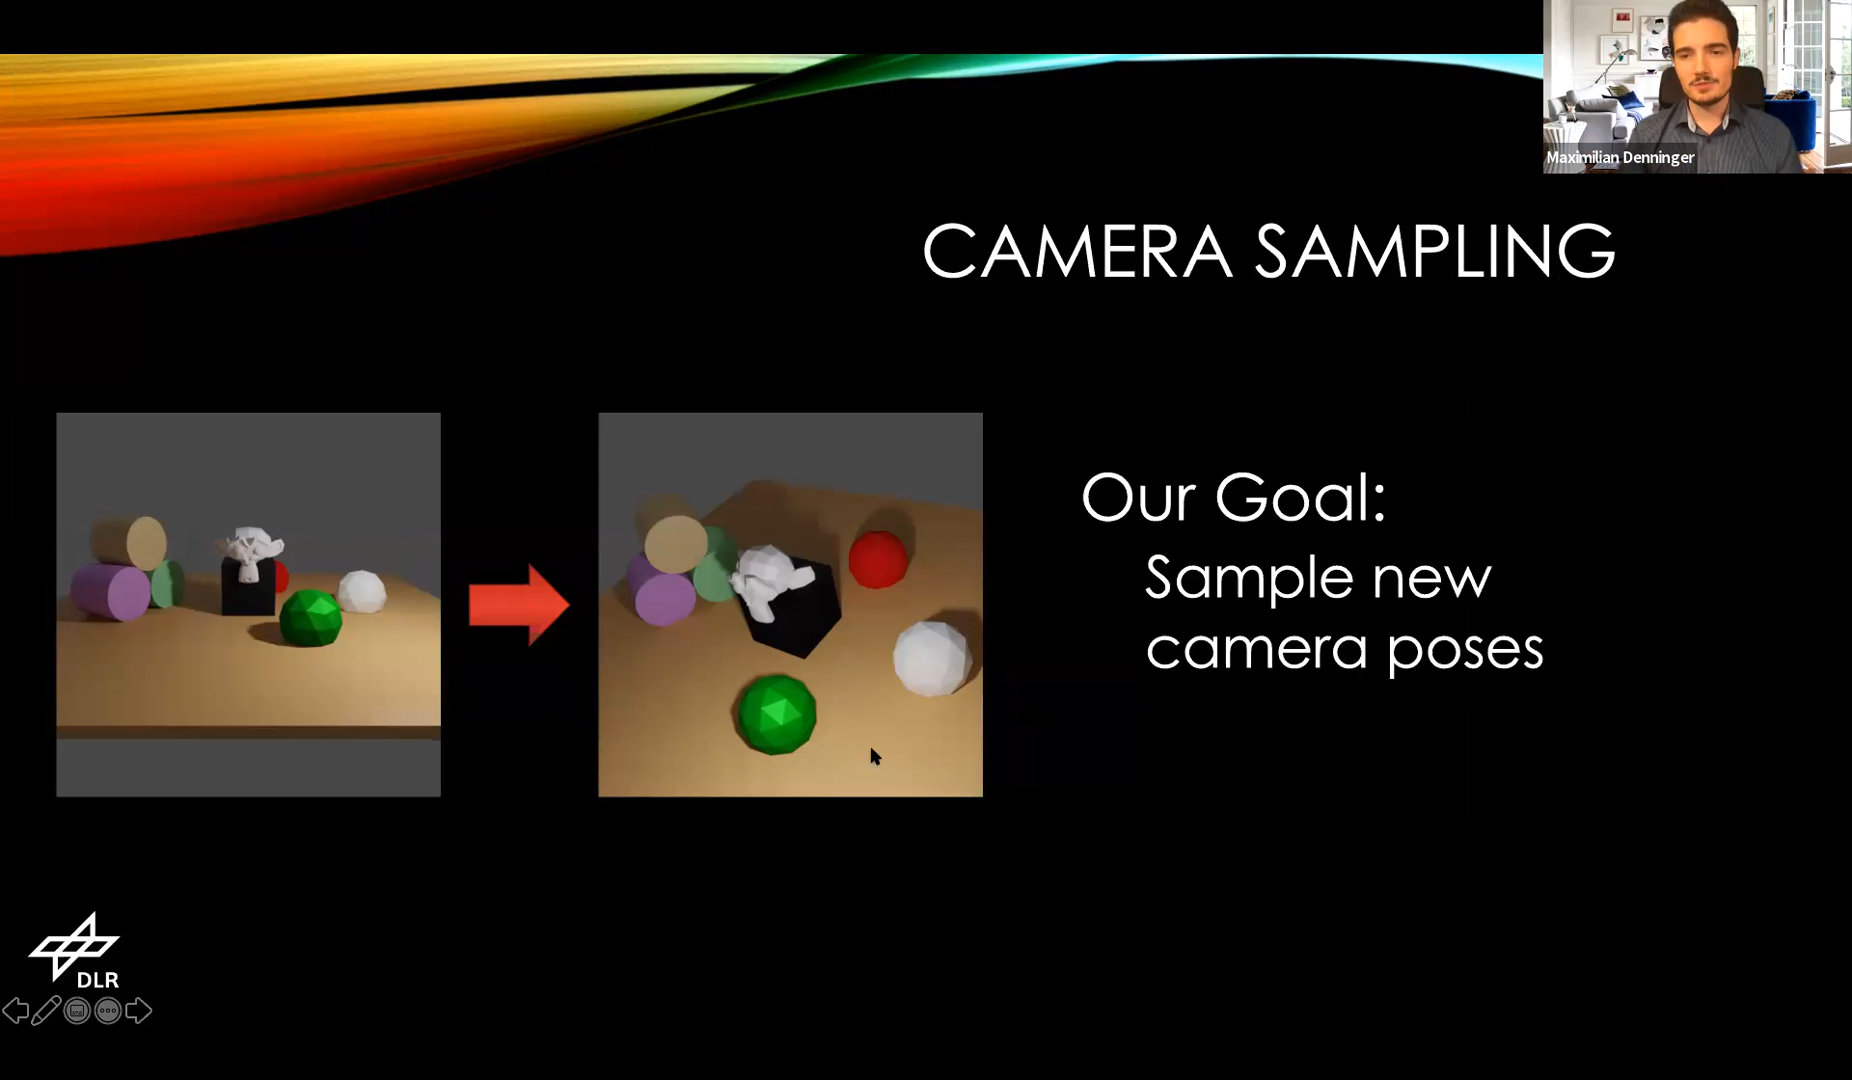 Maximilian Denninger
CAMERA SAMPLING
Our Goal:
Sample new
camera poses
DLR